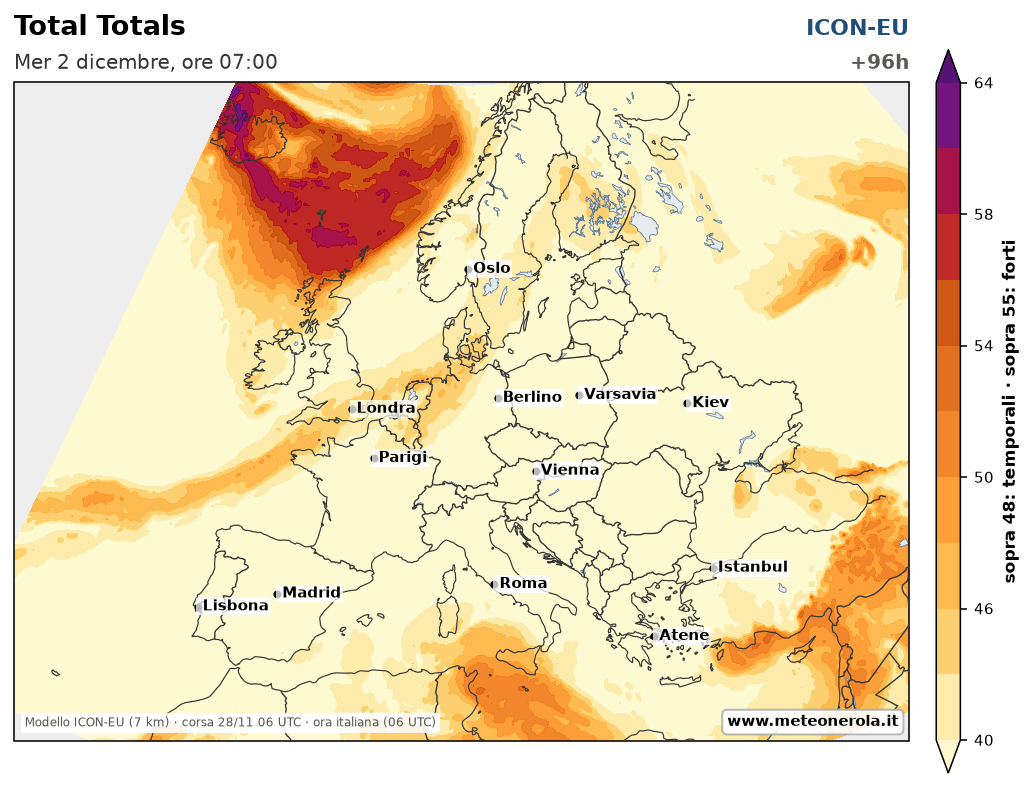 Total Totals
ICON-EU
Mer 2 dicembre, ore 07:00
+96h
64
58
54
50
46
40
sopra 48: temporali · sopra 55: forti
Oslo
Berlino
Varsavia
Kiev
Londra
Parigi
Vienna
Istanbul
Roma
Madrid
Lisbona
Atene
Modello ICON-EU (7 km) · corsa 28/11 06 UTC · ora italiana (06 UTC)
www.meteonerola.it